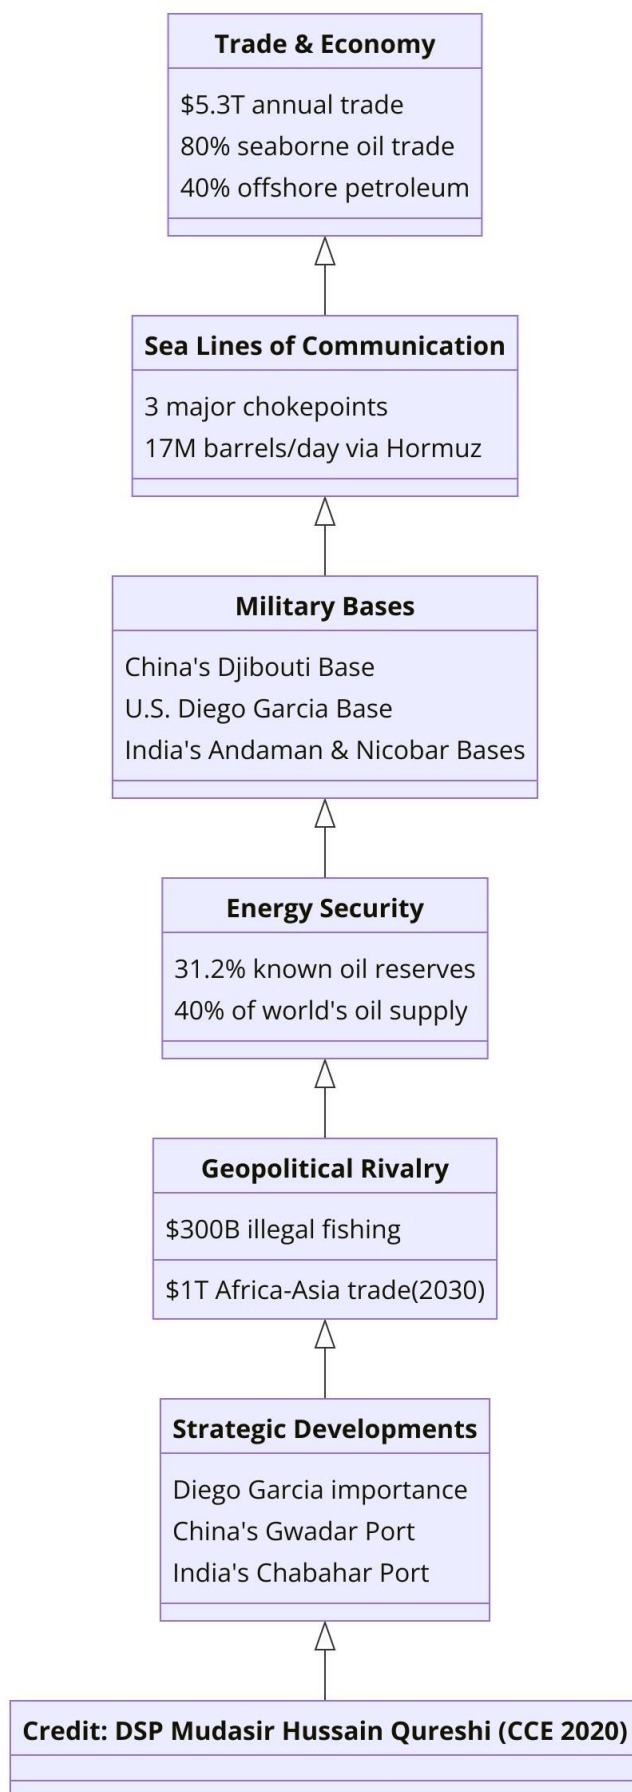 Trade & Economy
$5.3T annual trade
80% seaborne oil trade
40% offshore petroleum
Sea Lines of Communication
3 major chokepoints
17M barrels/day via Hormuz
Military Bases
China's Djibouti Base
U.S. Diego Garcia Base
India's Andaman & Nicobar Bases
Energy Security
31.2% known oil reserves
40% of world's oil supply
Geopolitical Rivalry
$300B illegal fishing
$1T Africa-Asia trade(2030)
Strategic Developments
Diego Garcia importance
China's Gwadar Port
India's Chabahar Port
Credit: DSP Mudasir Hussain Qureshi (CCE 2020)